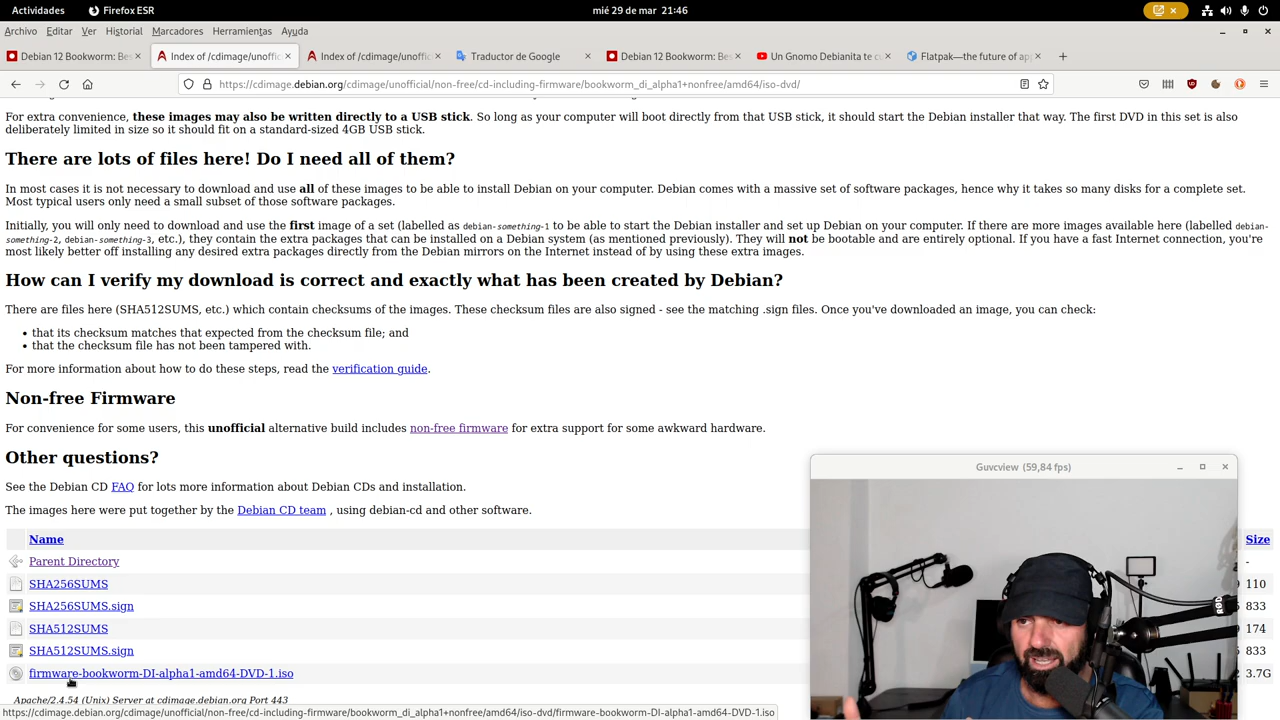 Actividades
Firefox ESR
mié 29 de mar 21:46
Archivo Editar Ver Historial Marcadores Herramientas Ayuda
Debian 12 Bookworm: Be
Index of /cdimage/unoffic
Index of /cdimage/unoffic
Traductor de Google
Debian 12 Bookworm: Be
Un Gnomo Debianita te cu
Flatpak—the future of ap
https://cdimage.debian.org/cdimage/unofficial/non-free/cd-including-firmware/bookworm_di_alpha1+nonfree/amd64/iso-dvd/
For extra convenience, these images may also be written directly to a USB stick. So long as your computer will boot directly from that USB stick, it should start the Debian installer that way. The first DVD in this set is also
deliberately limited in size so it should fit on a standard-sized 4GB USB stick.
There are lots of files here! Do I need all of them?
In most cases it is not necessary to download and use all of these images to be able to install Debian on your computer. Debian comes with a massive set of software packages, hence why it takes so many disks for a complete set.
Most typical users only need a small subset of those software packages.
Initially, you will only need to download and use the first image of a set (labelled as debian-something-1 to be able to start the Debian installer and set up Debian on your computer. If there are more images available here (labelled debian-
something-2, debian-something-3, etc.), they contain the extra packages that can be installed on a Debian system (as mentioned previously). They will not be bootable and are entirely optional. If you have a fast Internet connection, you're
most likely better off installing any desired extra packages directly from the Debian mirrors on the Internet instead of by using these extra images.
How can I verify my download is correct and exactly what has been created by Debian?
There are files here (SHA512SUMS, etc.) which contain checksums of the images. These checksum files are also signed - see the matching .sign files. Once you've downloaded an image, you can check:
• that its checksum matches that expected from the checksum file; and
• that the checksum file has not been tampered with.
For more information about how to do these steps, read the verification guide.
Non-free Firmware
For convenience for some users, this unofficial alternative build includes non-free firmware for extra support for some awkward hardware.
Other questions?
See the Debian CD FAQ for lots more information about Debian CDs and installation.
The images here were put together by the Debian CD team , using debian-cd and other software.
Name Size
Parent Directory -
SHA256SUMS 110
SHA256SUMS.sign 833
SHA512SUMS 174
SHA512SUMS.sign 833
firmware-bookworm-DI-alpha1-amd64-DVD-1.iso 3.7G
Apache/2.4.54 (Unix) Server at cdimage.debian.org Port 443
https://cdimage.debian.org/cdimage/unofficial/non-free/cd-including-firmware/bookworm_di_alpha1+nonfree/amd64/iso-dvd/firmware-bookworm-DI-alpha1-amd64-DVD-1.iso
Guvcview (59,84 fps)
RØDE